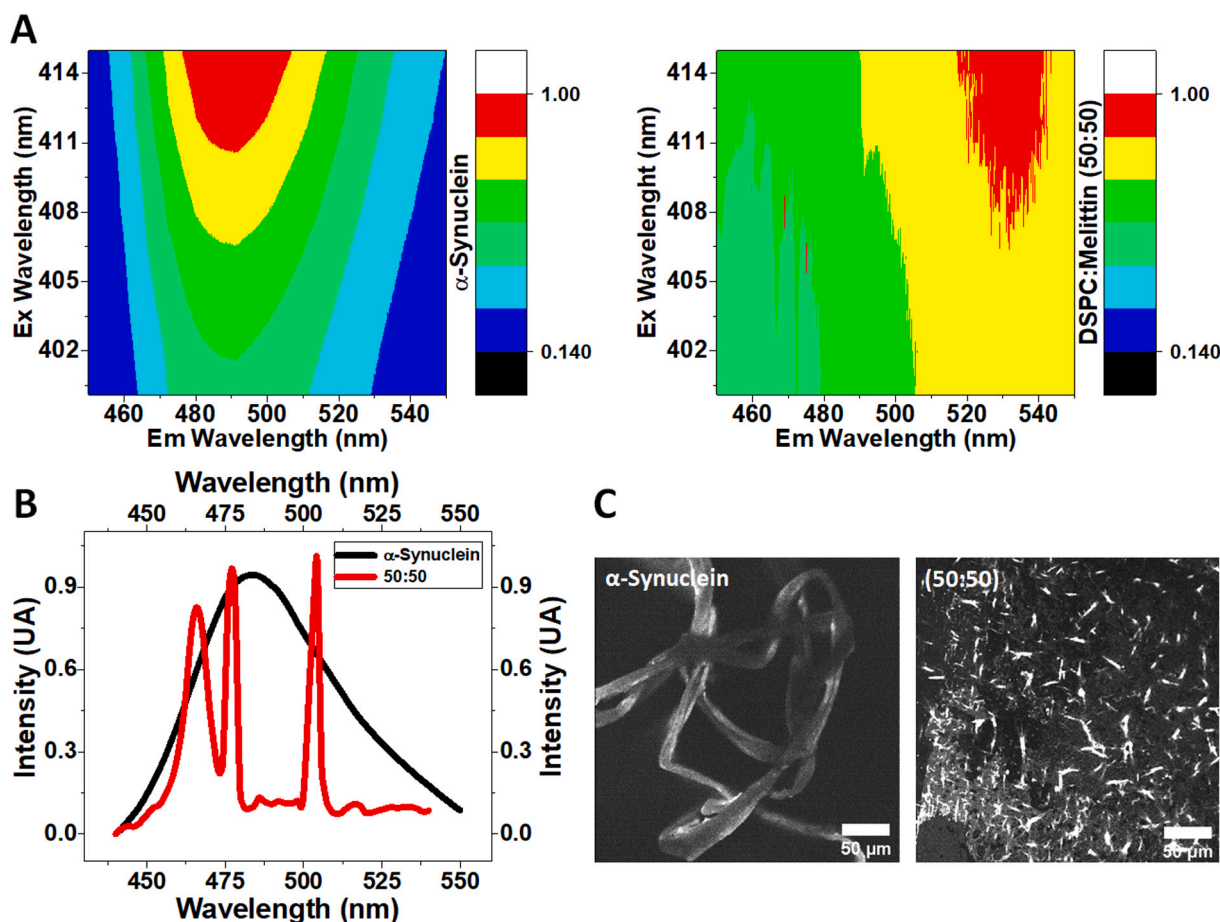 A
414
411
408
405
402
Ex Wavelength (nm)
460 480 500 520 540
Em Wavelength (nm)
1.00
0.140
α-Synuclein
414
411
408
405
402
Ex Wavelenght (nm)
460 480 500 520 540
Em Wavelength (nm)
1.00
0.140
DSPC:Melittin (50:50)
B
Wavelength (nm)
450 475 500 525 550
α-Synuclein
50:50
0.9
0.6
0.3
0.0
Intensity (UA)
0.9
0.6
0.3
0.0
Intensity (UA)
450 475 500 525 550
Wavelength (nm)
C
α-Synuclein
50 μm
(50:50)
50 μm